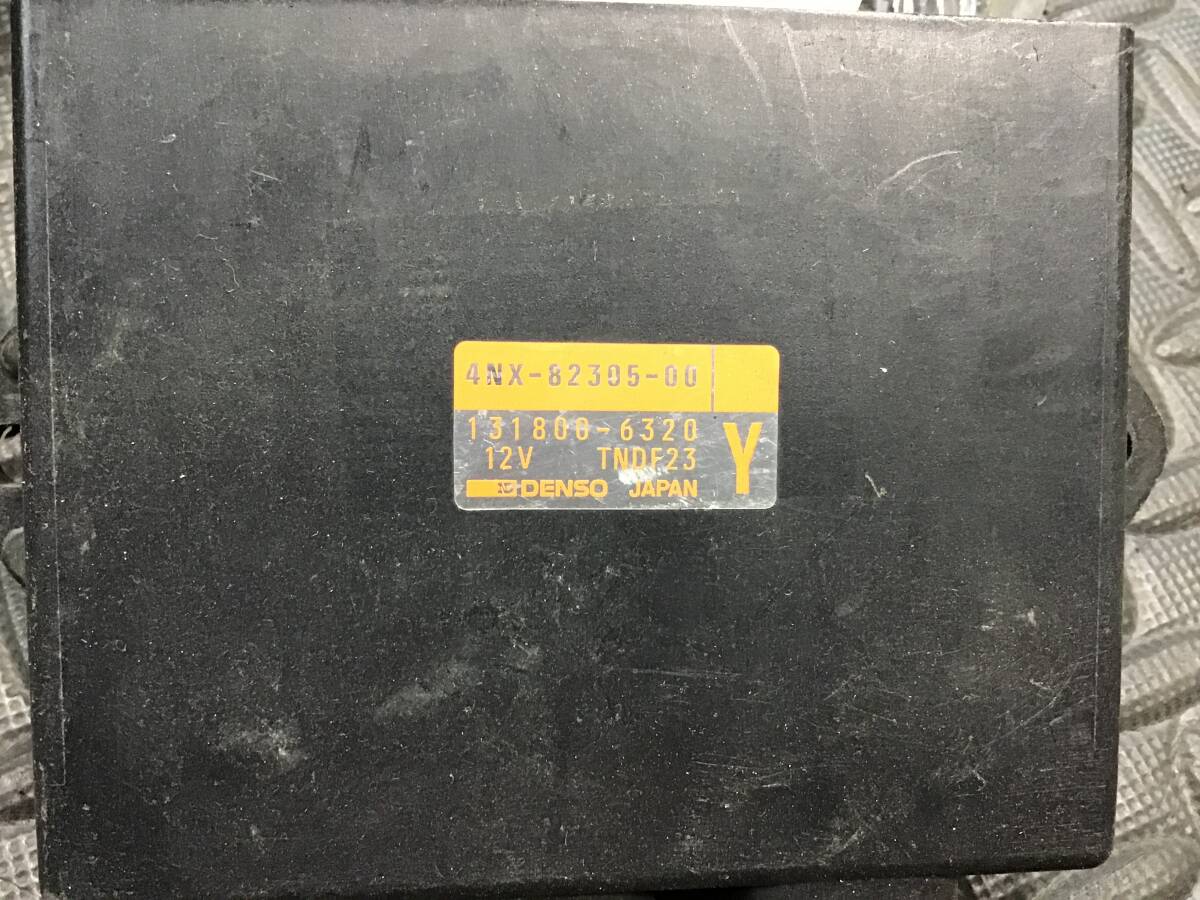 4NX-82305-00
131800-6320
12V TNDF23 Y
DENSO JAPAN